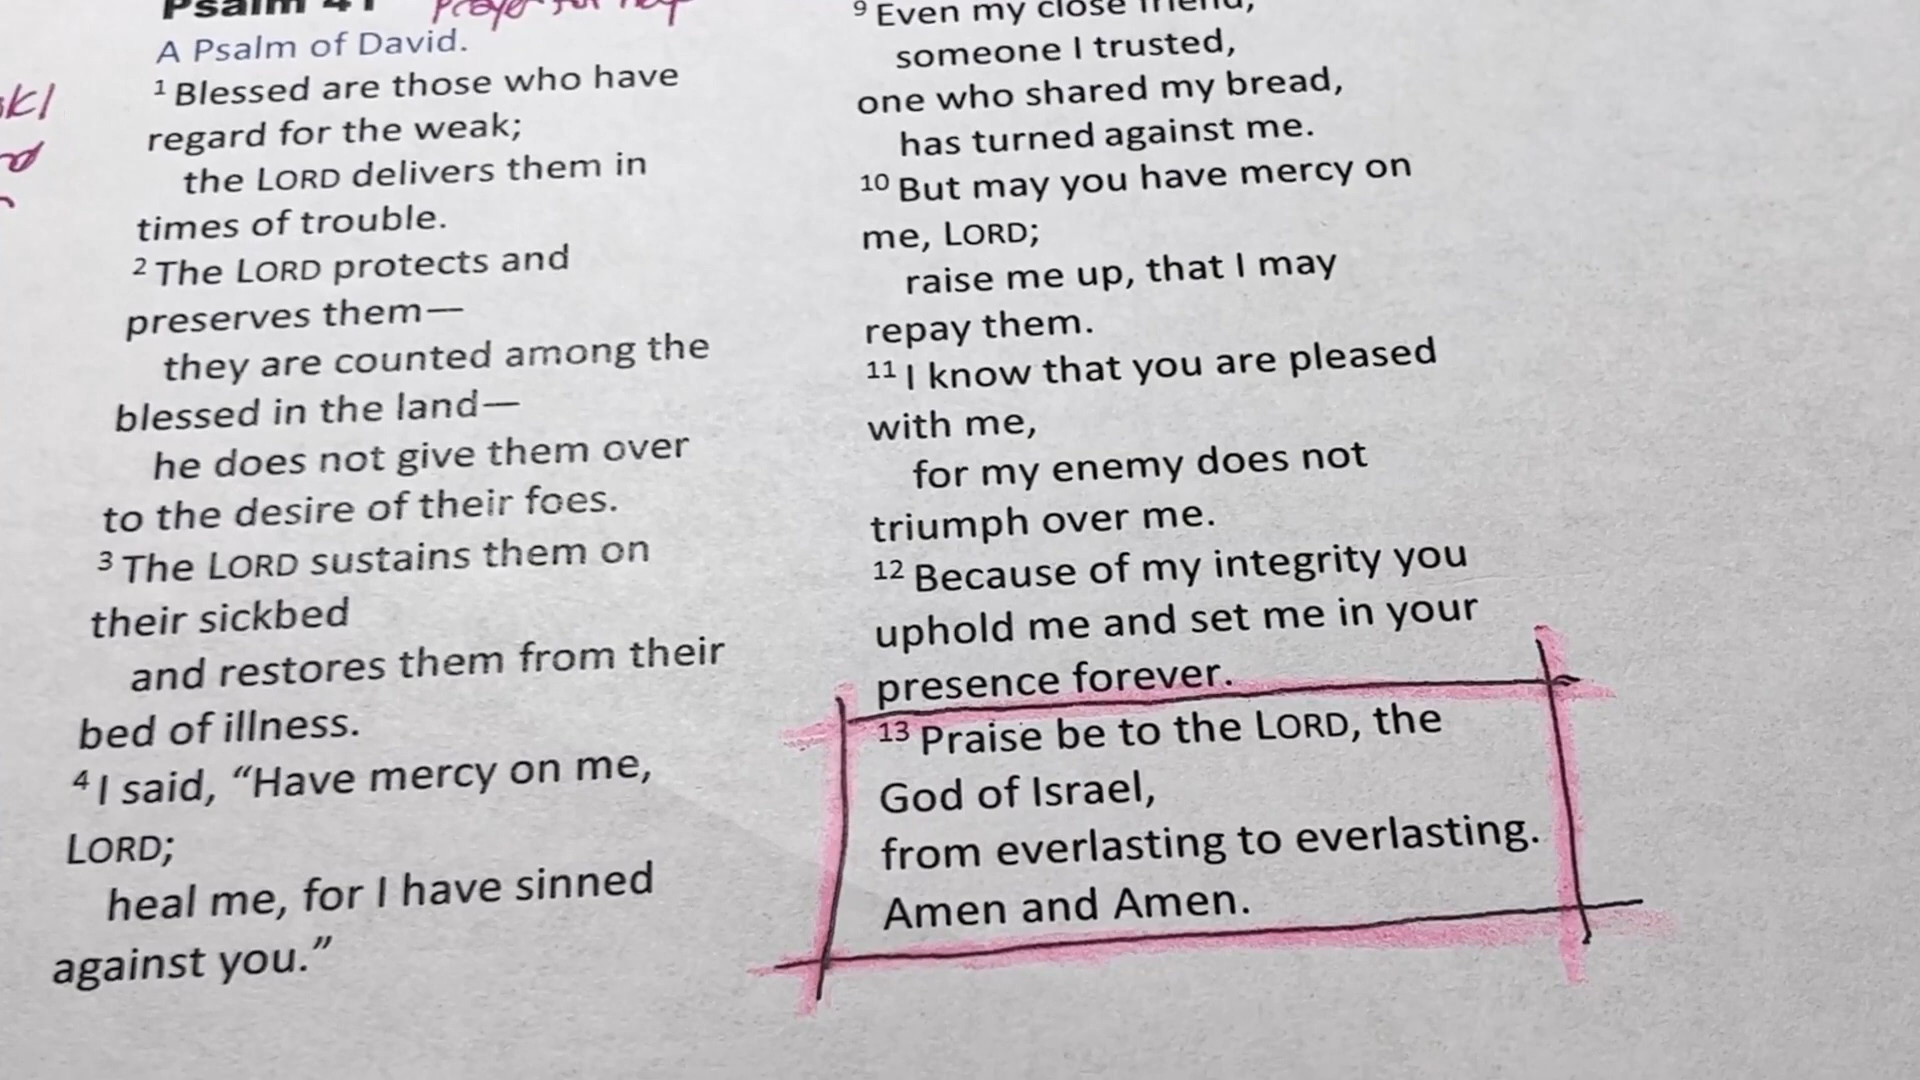 Psalm 41 Prayer for help
A Psalm of David.
1 Blessed are those who have
regard for the weak;
the LORD delivers them in
times of trouble.
2 The LORD protects and
preserves them—
they are counted among the
blessed in the land—
he does not give them over
to the desire of their foes.
3 The LORD sustains them on
their sickbed
and restores them from their
bed of illness.
4 I said, “Have mercy on me,
LORD;
heal me, for I have sinned
against you.”
9 Even my close friend,
someone I trusted,
one who shared my bread,
has turned against me.
10 But may you have mercy on
me, LORD;
raise me up, that I may
repay them.
11 I know that you are pleased
with me,
for my enemy does not
triumph over me.
12 Because of my integrity you
uphold me and set me in your
presence forever.
13 Praise be to the LORD, the
God of Israel,
from everlasting to everlasting.
Amen and Amen.